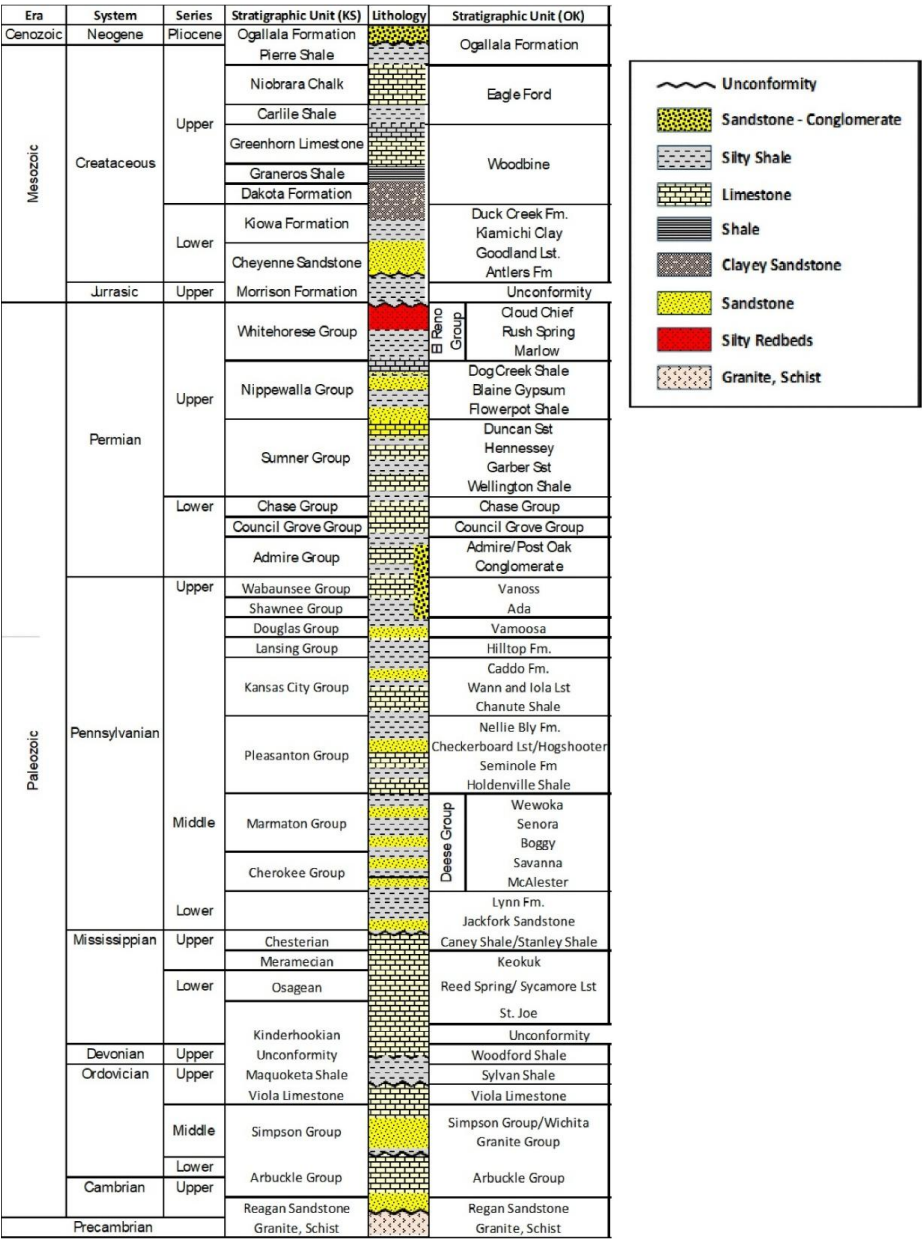 Era System Series Stratigraphic Unit (KS) Lithology Stratigraphic Unit (OK)
Cenozoic Neogene Pliocene Ogallala Formation Ogallala Formation
Pierre Shale
Mesozoic Creataceous Upper Niobrara Chalk Eagle Ford
Carlile Shale
Greenhorn Limestone Woodbine
Graneros Shale
Dakota Formation
Lower Kiowa Formation Duck Creek Fm.
Kiamichi Clay
Cheyenne Sandstone Goodland Lst.
Antlers Fm
Jurrasic Upper Morrison Formation Unconformity
Paleozoic Permian Upper Whitehorese Group El Reno Group Cloud Chief
Rush Spring
Marlow
Nippewalla Group Dog Creek Shale
Blaine Gypsum
Flowerpot Shale
Sumner Group Duncan Sst
Hennessey
Garber Sst
Wellington Shale
Lower Chase Group Chase Group
Council Grove Group Council Grove Group
Admire Group Admire/Post Oak
Conglomerate
Pennsylvanian Upper Wabaunsee Group Vanoss
Shawnee Group Ada
Douglas Group Vamoosa
Lansing Group Hilltop Fm.
Kansas City Group Caddo Fm.
Wann and Iola Lst
Chanute Shale
Pleasanton Group Nellie Bly Fm.
Checkerboard Lst/Hogshooter
Seminole Fm
Holdenville Shale
Middle Marmaton Group Deese Group Wewoka
Senora
Boggy
Cherokee Group Savanna
McAlester
Lower Lynn Fm.
Jackfork Sandstone
Mississippian Upper Chesterian Caney Shale/Stanley Shale
Meramecian Keokuk
Lower Osagean Reed Spring/ Sycamore Lst
St. Joe
Kinderhookian Unconformity
Devonian Upper Unconformity Woodford Shale
Ordovician Upper Maquoketa Shale Sylvan Shale
Viola Limestone Viola Limestone
Middle Simpson Group Simpson Group/Wichita
Granite Group
Lower Arbuckle Group Arbuckle Group
Cambrian Upper
Reagan Sandstone Regan Sandstone
Precambrian Granite, Schist Granite, Schist
Unconformity
Sandstone - Conglomerate
Silty Shale
Limestone
Shale
Clayey Sandstone
Sandstone
Silty Redbeds
Granite, Schist